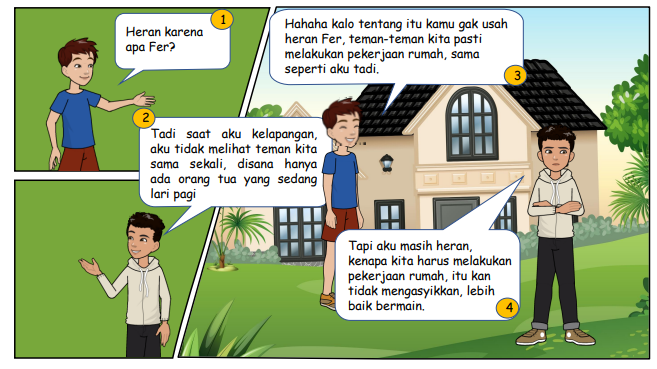 1
Heran karena
apa Fer?
2
Tadi saat aku kelapangan,
aku tidak melihat teman kita
sama sekali, disana hanya
ada orang tua yang sedang
lari pagi
Hahaha kalo tentang itu kamu gak usah
heran Fer, teman-teman kita pasti
melakukan pekerjaan rumah, sama
seperti aku tadi.
3
Tapi aku masih heran,
kenapa kita harus melakukan
pekerjaan rumah, itu kan
tidak mengasyikkan, lebih
baik bermain.
4